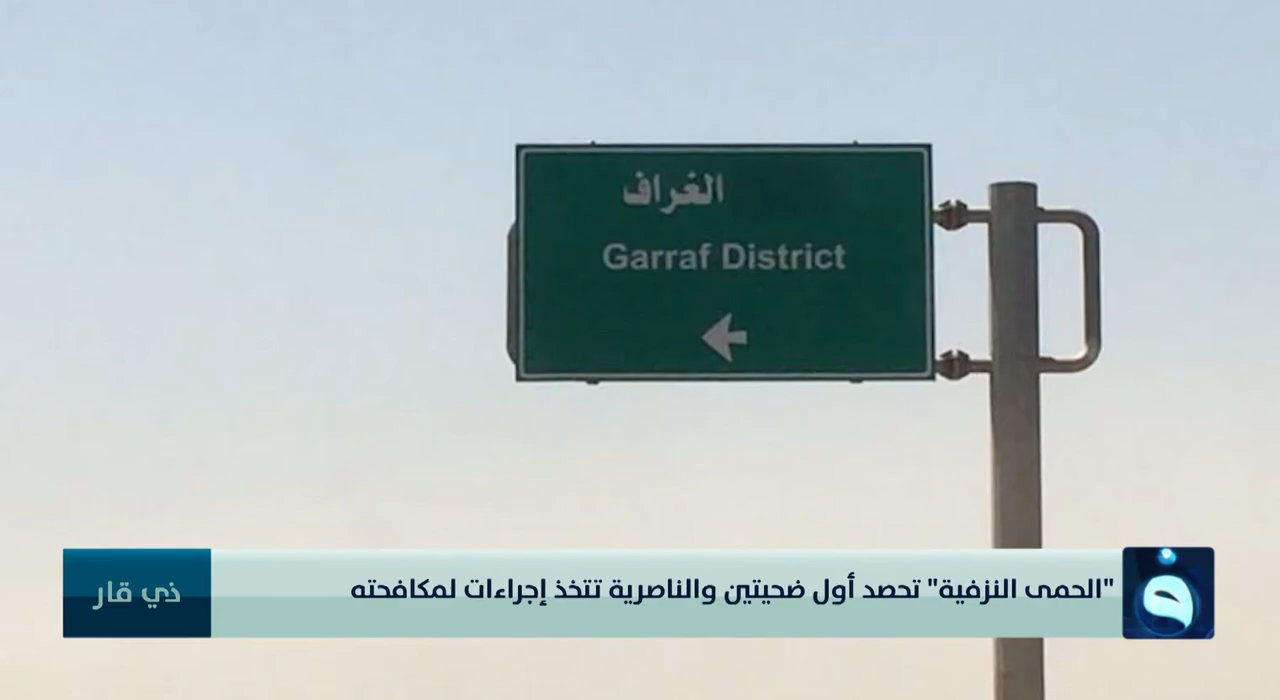 الغراف
Garraf District
"الحمى النزفية" تحصد أول ضحيتين والناصرية تتخذ إجراءات لمكافحته
ذي قار